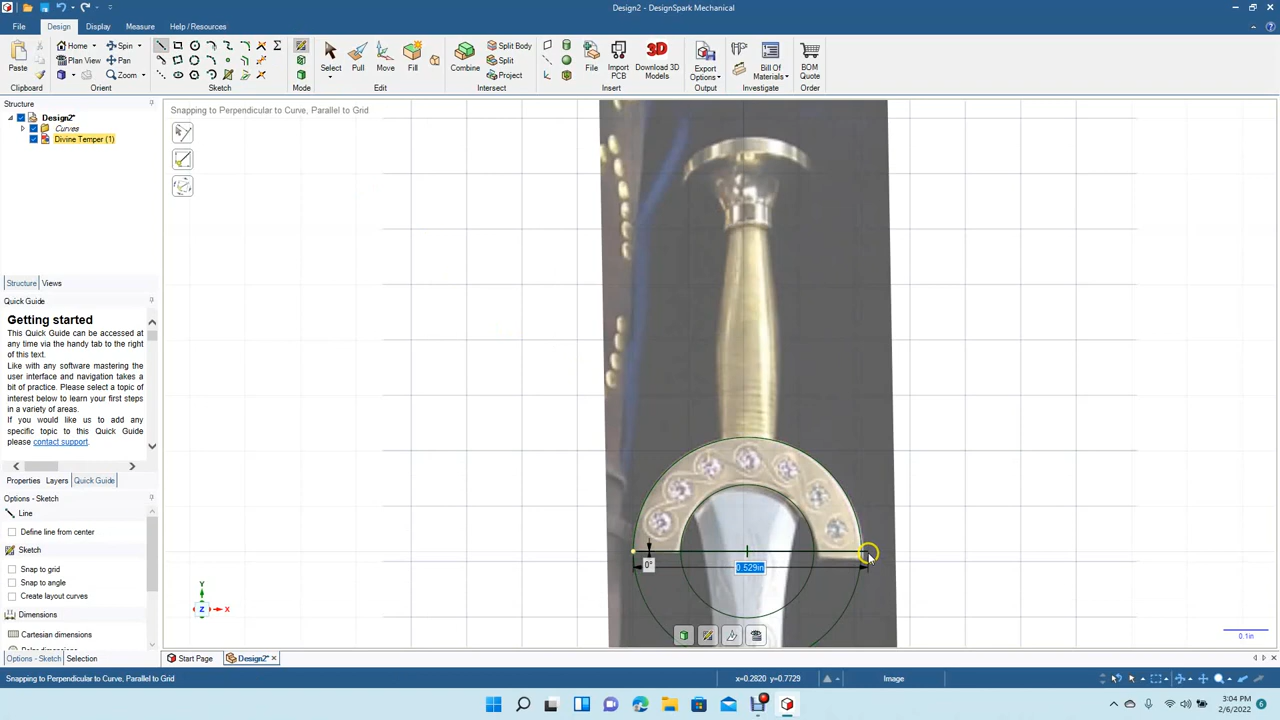 Design2 - DesignSpark Mechanical
File
Design
Display
Measure
Help / Resources
Paste
Home
Spin
Plan View
Pan
Zoom
Select
Pull
Move
Fill
Combine
Split Body
Split
Project
File
Import PCB
Download 3D Models
3D
Export Options
Bill Of Materials
BOM Quote
Clipboard
Orient
Sketch
Mode
Edit
Intersect
Insert
Output
Investigate
Order
Structure
Design2*
Curves
Divine Temper (1)
Structure
Views
Quick Guide
Getting started
This Quick Guide can be accessed at
any time via the handy tab to the right
of this text.
Like with any software mastering the
user interface and navigation takes a
bit of practice. Please select a topic of
interest below to learn your first steps
in a variety of areas.
If you would like us to add any
specific topic to this Quick Guide
please contact support.
Properties
Layers
Quick Guide
Options - Sketch
Line
Define line from center
Sketch
Snap to grid
Snap to angle
Create layout curves
Dimensions
Cartesian dimensions
Options - Sketch
Selection
Snapping to Perpendicular to Curve, Parallel to Grid
0°
0.529in
Y
Z
X
0.1in
Start Page
Design2*
Snapping to Perpendicular to Curve, Parallel to Grid
x=0.2820 y=0.7729
Image
3:04 PM
2/6/2022